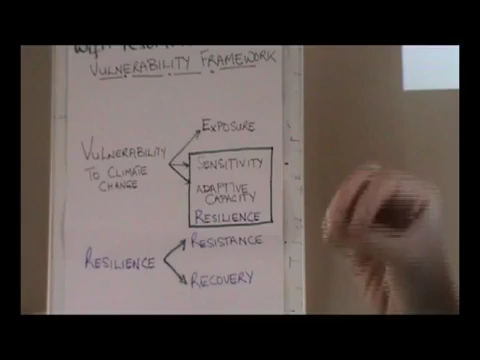 VULNERABILITY FRAMEWORK
EXPOSURE
VULNERABILITY
TO CLIMATE
CHANGE
SENSITIVITY
ADAPTIVE
CAPACITY
RESILIENCE
RESILIENCE
RESISTANCE
RECOVERY